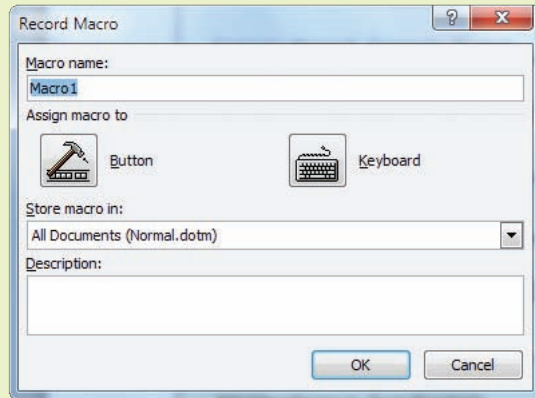 Record Macro
Macro name:
Macro1
Assign macro to
Button
Keyboard
Store macro in:
All Documents (Normal.dotm)
Description:
OK
Cancel